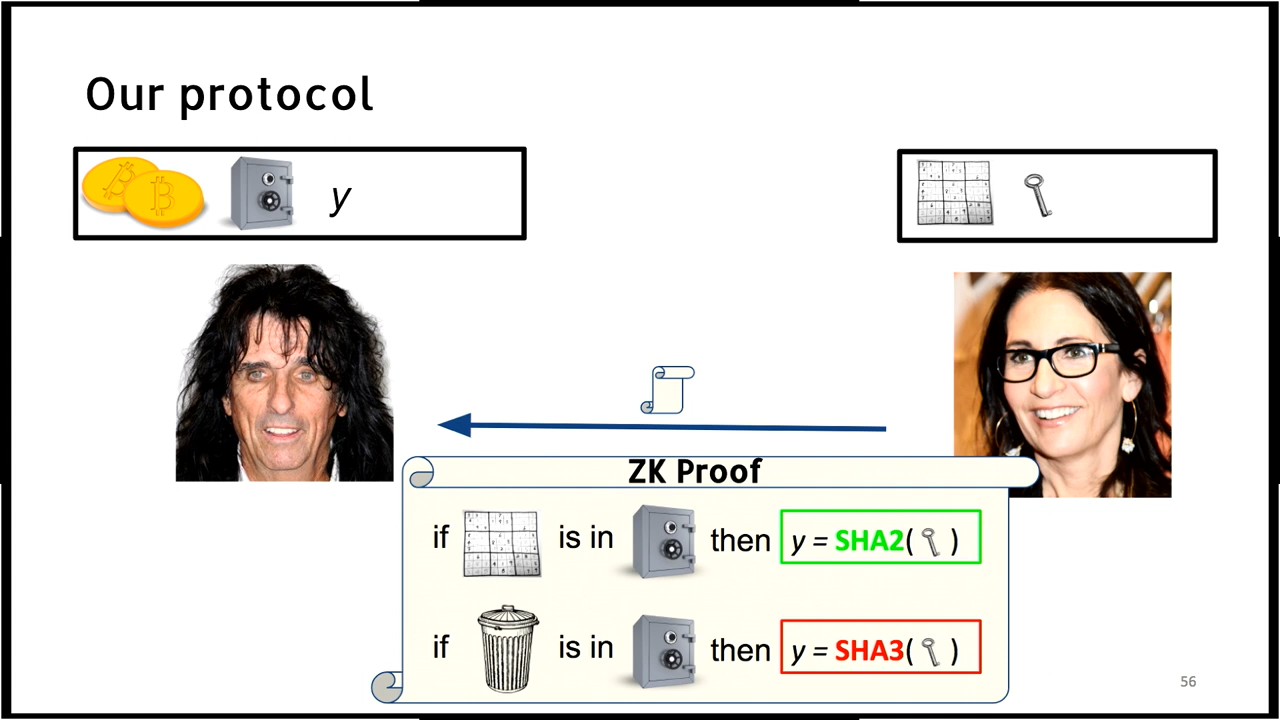 Our protocol
y
ZK Proof
if is in then y = SHA2( )
if is in then y = SHA3( )
56